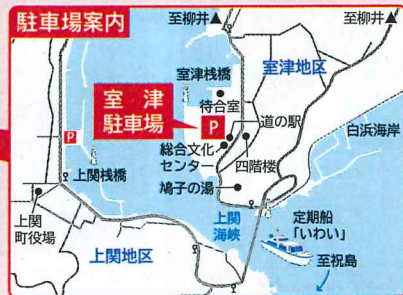 駐車場案内
至柳井
至柳井
室津桟橋
室津地区
待合室
室津
駐車場
P
道の駅
白浜海岸
P
総合文化
センター
四階楼
上関桟橋
鳩子の湯
上関
町役場
上関
海峡
定期船
「いわい」
上関地区
至祝島